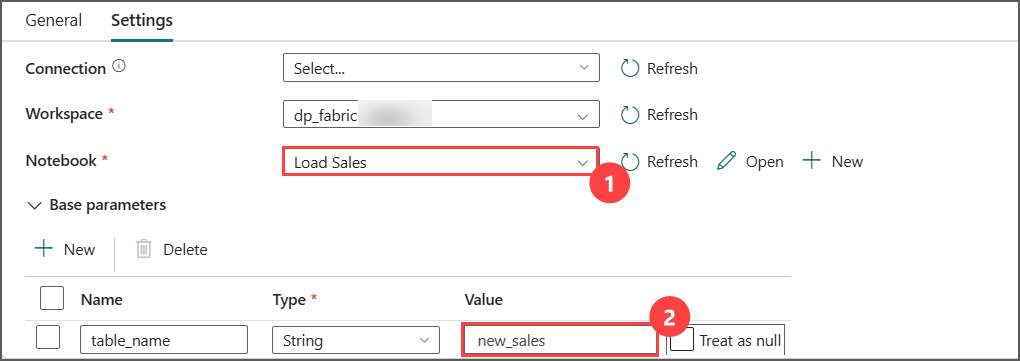 General Settings
Connection Select... Refresh
Workspace * dp_fabric Refresh
Notebook * Load Sales Refresh Open New
1
Base parameters
New Delete
Name Type * Value
2
table_name String new_sales Treat as null